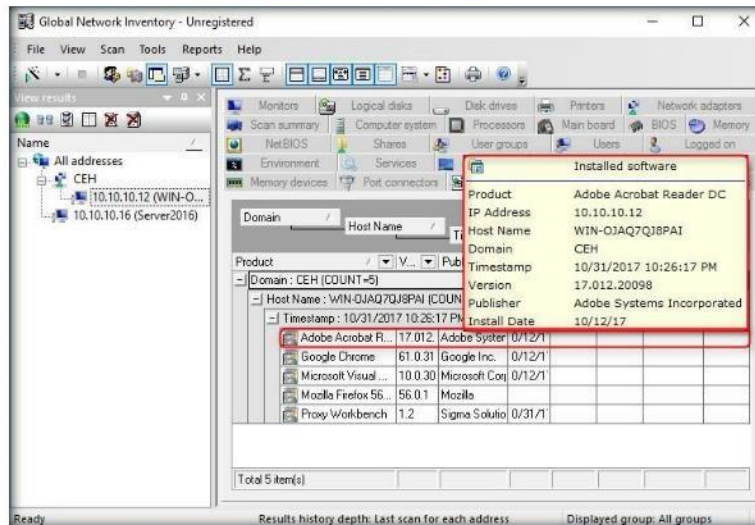 Global Network Inventory - Unregistered
File View Scan Tools Reports Help
View results
Name
All addresses
CEH
10.10.10.12 (WIN-O...
10.10.10.16 (Server2016)
Monitors Logical disks Disk drives Printers Network adapters
Scan summary Computer system Processors Main board BIOS Memory
NetBIOS Shares User groups Users Logged on
Environment Services
Memory devices Port connectors
Installed software
Product Adobe Acrobat Reader DC
IP Address 10.10.10.12
Host Name WIN-OJAQ7QJ8PAI
Domain CEH
Timestamp 10/31/2017 10:26:17 PM
Version 17.012.20098
Publisher Adobe Systems Incorporated
Install Date 10/12/17
Domain Host Name Ti
Product V... Publ
Domain : CEH (COUNT=5)
Host Name : WIN-OJAQ7QJ8PAI (COUN
Timestamp : 10/31/2017 10:26:17 PM
Adobe Acrobat R... 17.012. Adobe Syster 0/12/1
Google Chrome 61.0.31 Google Inc. 0/12/1
Microsoft Visual ... 10.0.30 Microsoft Corp 0/12/1
Mozilla Firefox 56... 56.0.1 Mozilla
Proxy Workbench 1.2 Sigma Solutio 0/31/1
Total 5 item(s)
Ready Results history depth: Last scan for each address Displayed group: All groups